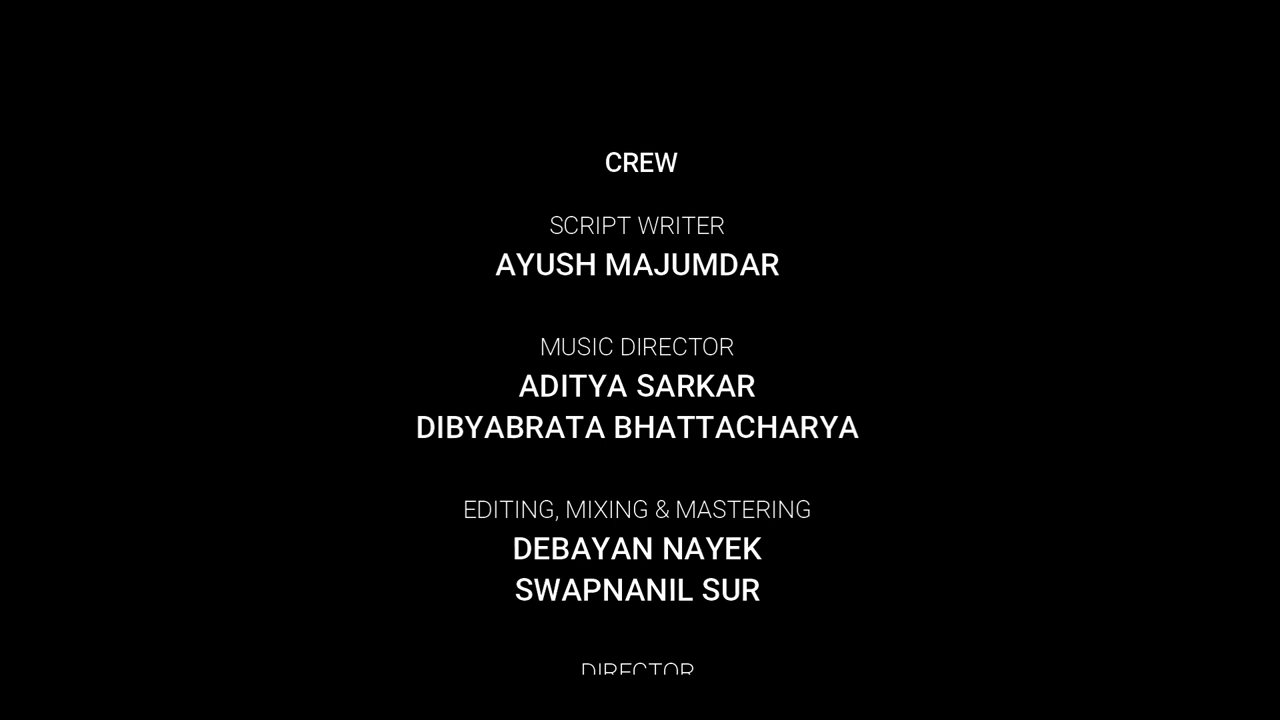 CREW
SCRIPT WRITER
AYUSH MAJUMDAR
MUSIC DIRECTOR
ADITYA SARKAR
DIBYABRATA BHATTACHARYA
EDITING, MIXING & MASTERING
DEBAYAN NAYEK
SWAPNANIL SUR
DIRECTOR